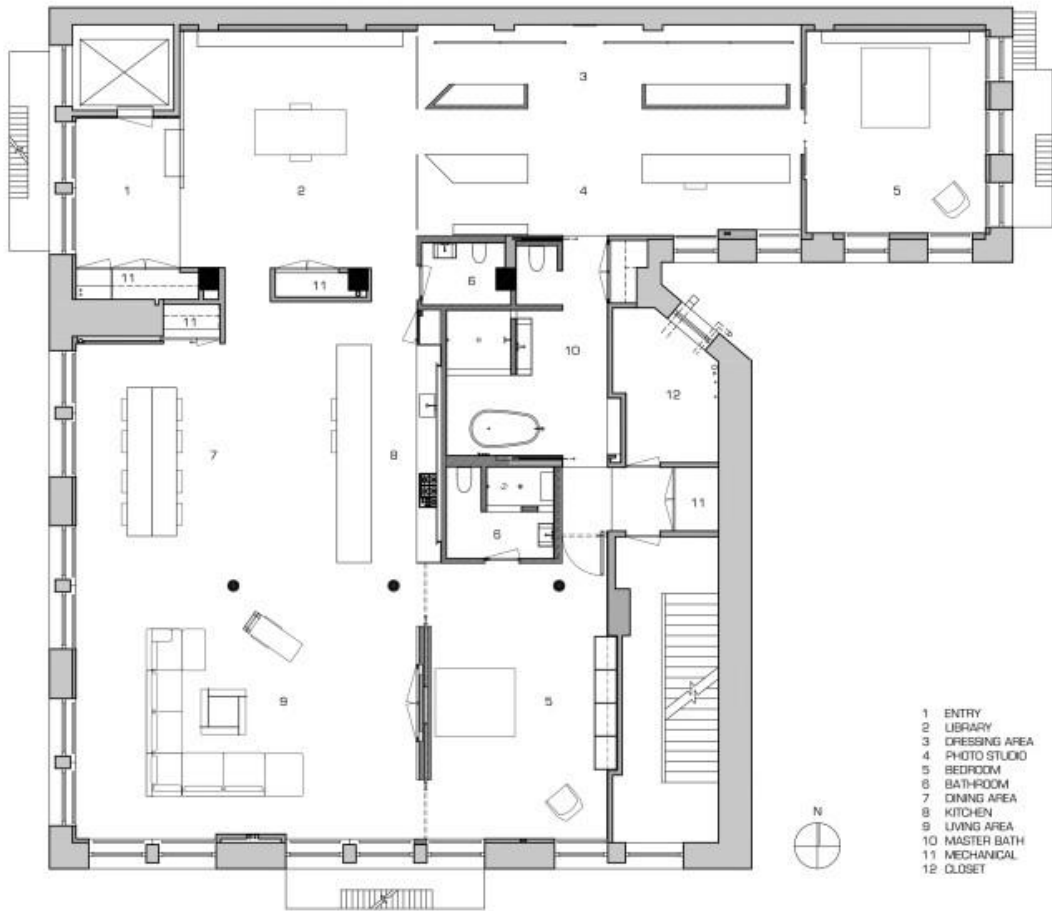 3
1
2
4
5
11
11
6
11
10
12
7
8
11
6
9
5
N
1 ENTRY
2 LIBRARY
3 DRESSING AREA
4 PHOTO STUDIO
5 BEDROOM
6 BATHROOM
7 DINING AREA
8 KITCHEN
9 LIVING AREA
10 MASTER BATH
11 MECHANICAL
12 CLOSET